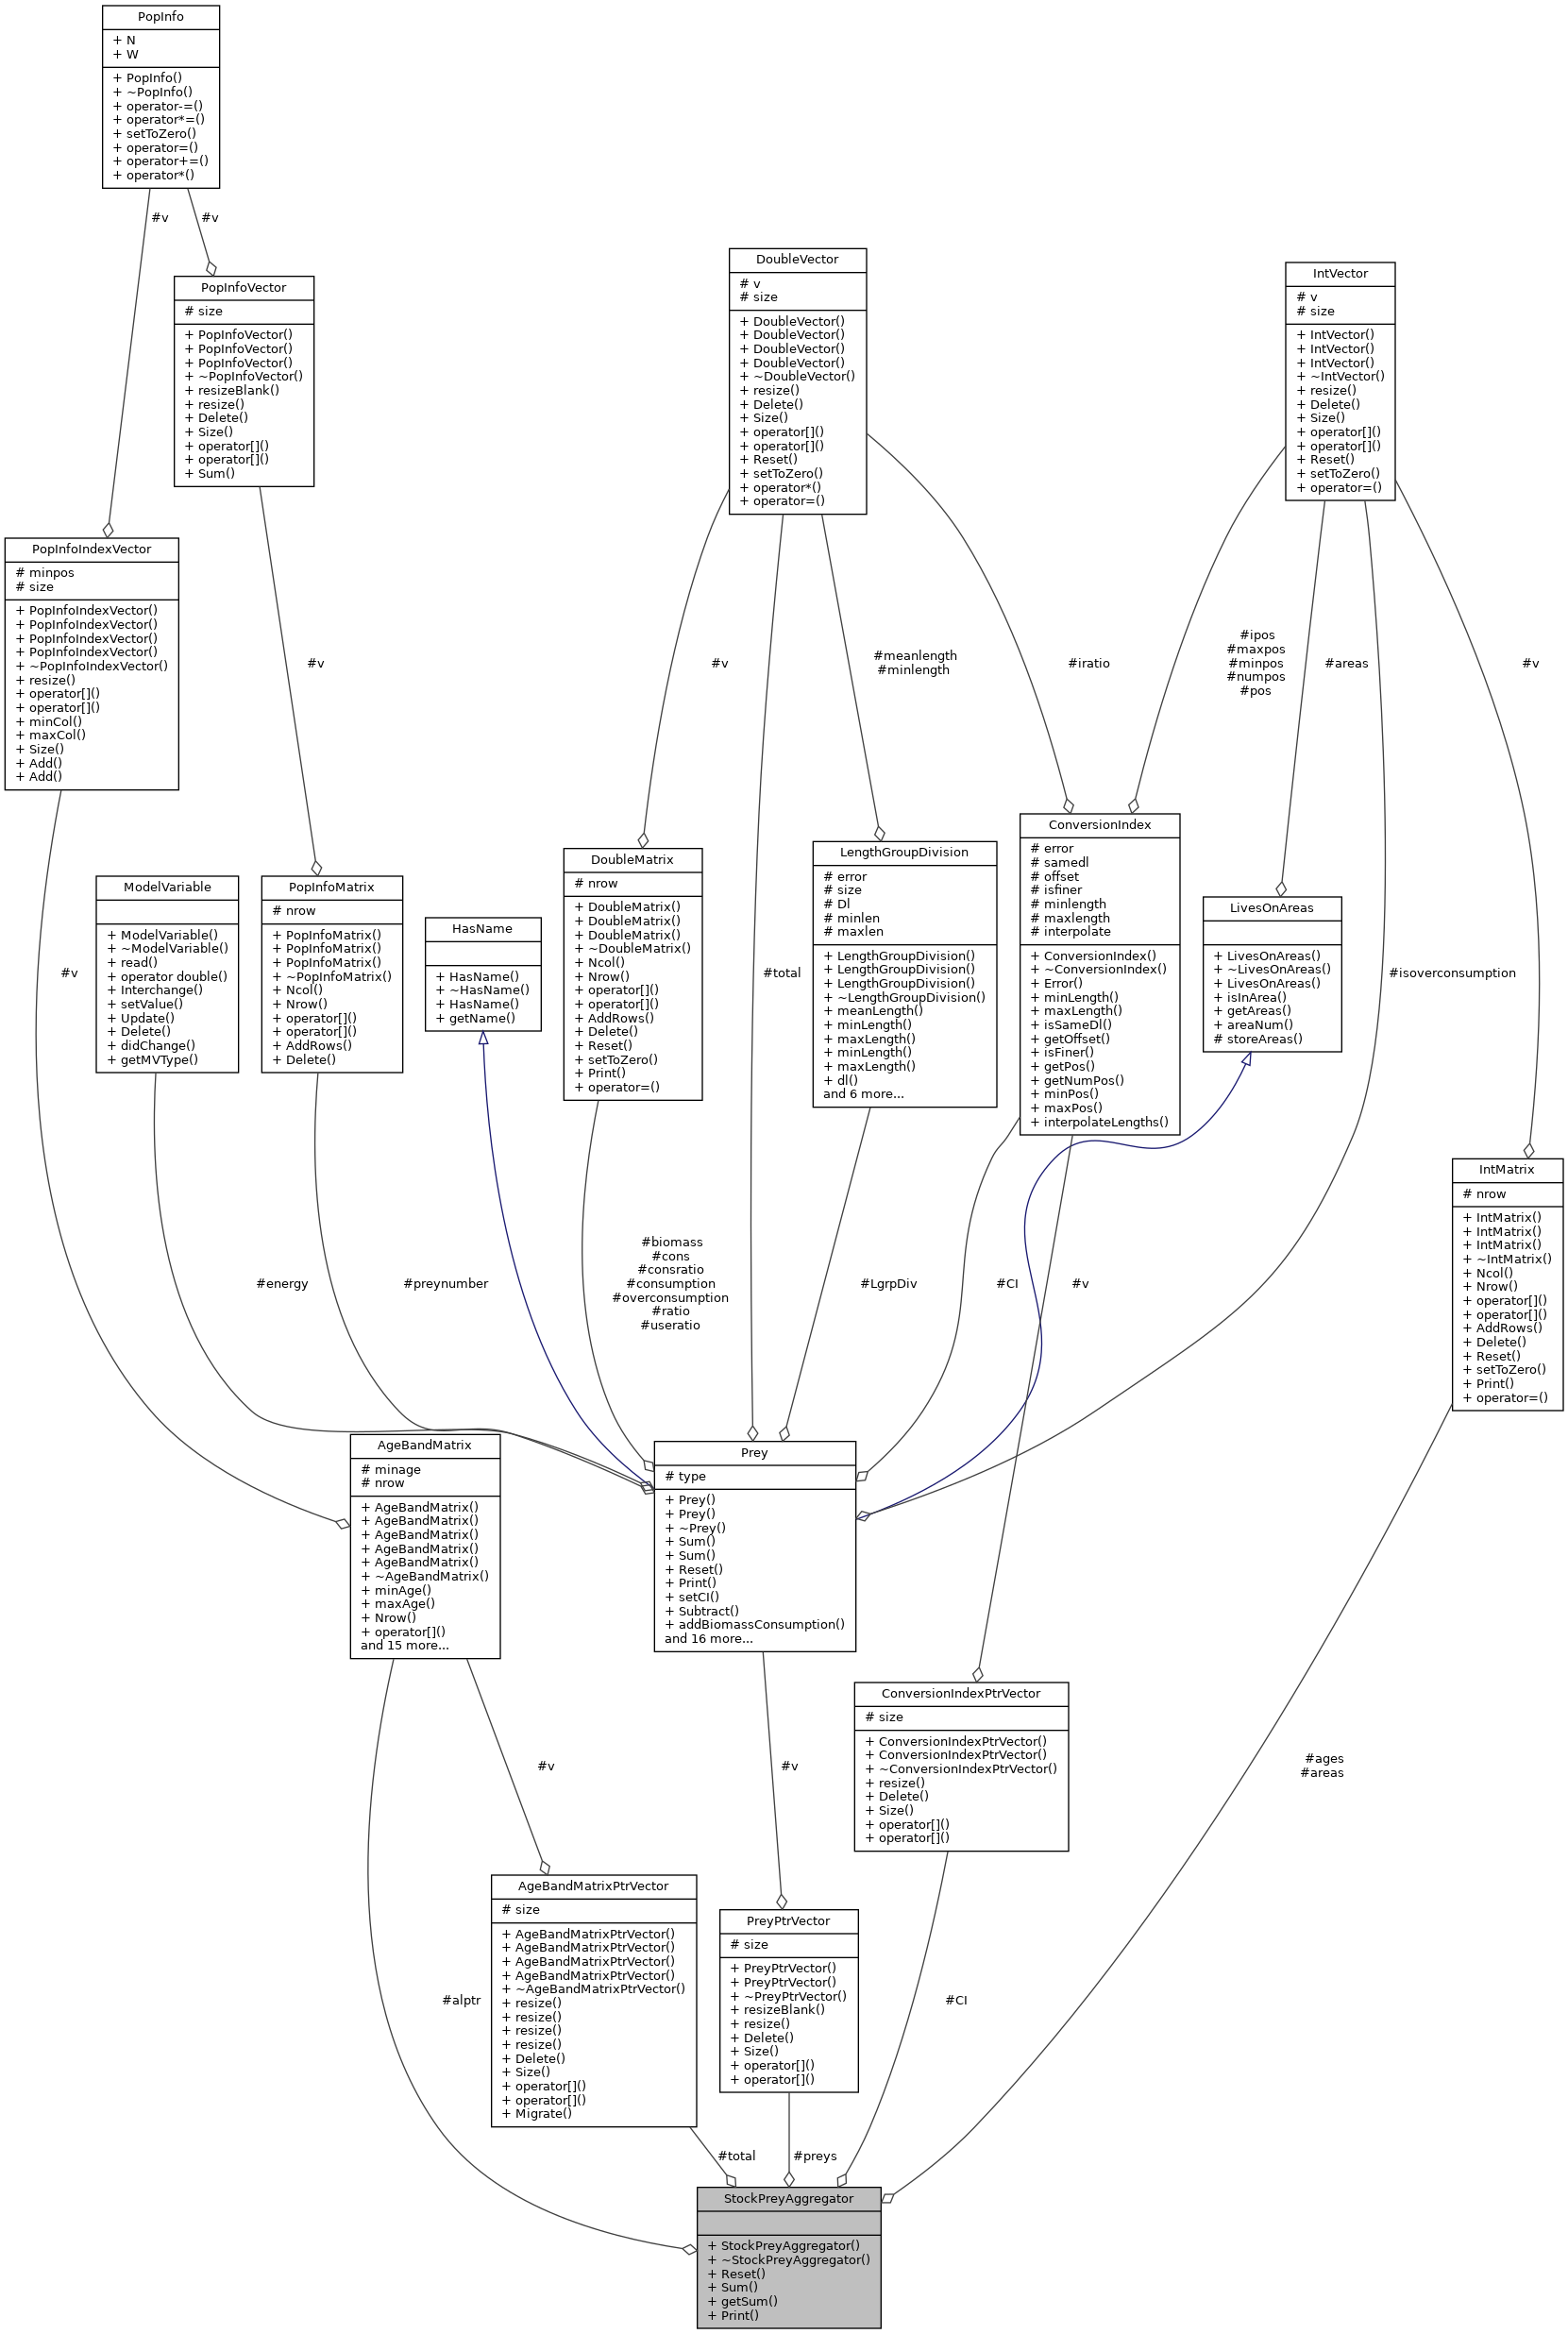 PopInfo
+ N
+ W
+ PopInfo()
+ ~PopInfo()
+ operator-=()
+ operator*=()
+ setToZero()
+ operator=()
+ operator+=()
+ operator*()
#v
#v
PopInfoVector
# size
+ PopInfoVector()
+ PopInfoVector()
+ PopInfoVector()
+ ~PopInfoVector()
+ resizeBlank()
+ resize()
+ Delete()
+ Size()
+ operator[]()
+ operator[]()
+ Sum()
DoubleVector
# v
# size
+ DoubleVector()
+ DoubleVector()
+ DoubleVector()
+ DoubleVector()
+ ~DoubleVector()
+ resize()
+ Delete()
+ Size()
+ operator[]()
+ operator[]()
+ Reset()
+ setToZero()
+ operator*()
+ operator=()
IntVector
# v
# size
+ IntVector()
+ IntVector()
+ IntVector()
+ ~IntVector()
+ resize()
+ Delete()
+ Size()
+ operator[]()
+ operator[]()
+ Reset()
+ setToZero()
+ operator=()
PopInfoIndexVector
# minpos
# size
+ PopInfoIndexVector()
+ PopInfoIndexVector()
+ PopInfoIndexVector()
+ PopInfoIndexVector()
+ ~PopInfoIndexVector()
+ resize()
+ operator[]()
+ operator[]()
+ minCol()
+ maxCol()
+ Size()
+ Add()
+ Add()
#v
#v
#meanlength
#minlength
#iratio
#ipos
#maxpos
#minpos
#numpos
#pos
#areas
#v
ModelVariable
+ ModelVariable()
+ ~ModelVariable()
+ read()
+ operator double()
+ Interchange()
+ setValue()
+ Update()
+ Delete()
+ didChange()
+ getMVType()
PopInfoMatrix
# nrow
+ PopInfoMatrix()
+ PopInfoMatrix()
+ PopInfoMatrix()
+ ~PopInfoMatrix()
+ Ncol()
+ Nrow()
+ operator[]()
+ operator[]()
+ AddRows()
+ Delete()
HasName
+ HasName()
+ ~HasName()
+ HasName()
+ getName()
DoubleMatrix
# nrow
+ DoubleMatrix()
+ DoubleMatrix()
+ DoubleMatrix()
+ ~DoubleMatrix()
+ Ncol()
+ Nrow()
+ operator[]()
+ operator[]()
+ AddRows()
+ Delete()
+ Reset()
+ setToZero()
+ Print()
+ operator=()
LengthGroupDivision
# error
# size
# Dl
# minlen
# maxlen
+ LengthGroupDivision()
+ LengthGroupDivision()
+ LengthGroupDivision()
+ ~LengthGroupDivision()
+ meanLength()
+ minLength()
+ maxLength()
+ minLength()
+ maxLength()
+ dl()
and 6 more...
ConversionIndex
# error
# samedl
# offset
# isfiner
# minlength
# maxlength
# interpolate
+ ConversionIndex()
+ ~ConversionIndex()
+ Error()
+ minLength()
+ maxLength()
+ isSameDl()
+ getOffset()
+ isFiner()
+ getPos()
+ getNumPos()
+ minPos()
+ maxPos()
+ interpolateLengths()
LivesOnAreas
+ LivesOnAreas()
+ ~LivesOnAreas()
+ LivesOnAreas()
+ isInArea()
+ getAreas()
+ areaNum()
# storeAreas()
#v
#total
#isoverconsumption
IntMatrix
# nrow
+ IntMatrix()
+ IntMatrix()
+ IntMatrix()
+ ~IntMatrix()
+ Ncol()
+ Nrow()
+ operator[]()
+ operator[]()
+ AddRows()
+ Delete()
+ Reset()
+ setToZero()
+ Print()
+ operator=()
#energy
#preynumber
#biomass
#cons
#consratio
#consumption
#overconsumption
#ratio
#useratio
#LgrpDiv
#CI
#v
AgeBandMatrix
# minage
# nrow
+ AgeBandMatrix()
+ AgeBandMatrix()
+ AgeBandMatrix()
+ AgeBandMatrix()
+ AgeBandMatrix()
+ ~AgeBandMatrix()
+ minAge()
+ maxAge()
+ Nrow()
+ operator[]()
and 15 more...
Prey
# type
+ Prey()
+ Prey()
+ ~Prey()
+ Sum()
+ Sum()
+ Reset()
+ Print()
+ setCI()
+ Subtract()
+ addBiomassConsumption()
and 16 more...
ConversionIndexPtrVector
# size
+ ConversionIndexPtrVector()
+ ConversionIndexPtrVector()
+ ~ConversionIndexPtrVector()
+ resize()
+ Delete()
+ Size()
+ operator[]()
+ operator[]()
#v
#v
#ages
#areas
AgeBandMatrixPtrVector
# size
+ AgeBandMatrixPtrVector()
+ AgeBandMatrixPtrVector()
+ AgeBandMatrixPtrVector()
+ AgeBandMatrixPtrVector()
+ ~AgeBandMatrixPtrVector()
+ resize()
+ resize()
+ resize()
+ resize()
+ Delete()
+ Size()
+ operator[]()
+ operator[]()
+ Migrate()
PreyPtrVector
# size
+ PreyPtrVector()
+ PreyPtrVector()
+ ~PreyPtrVector()
+ resizeBlank()
+ resize()
+ Delete()
+ Size()
+ operator[]()
+ operator[]()
#alptr
#CI
#total
#preys
StockPreyAggregator
+ StockPreyAggregator()
+ ~StockPreyAggregator()
+ Reset()
+ Sum()
+ getSum()
+ Print()